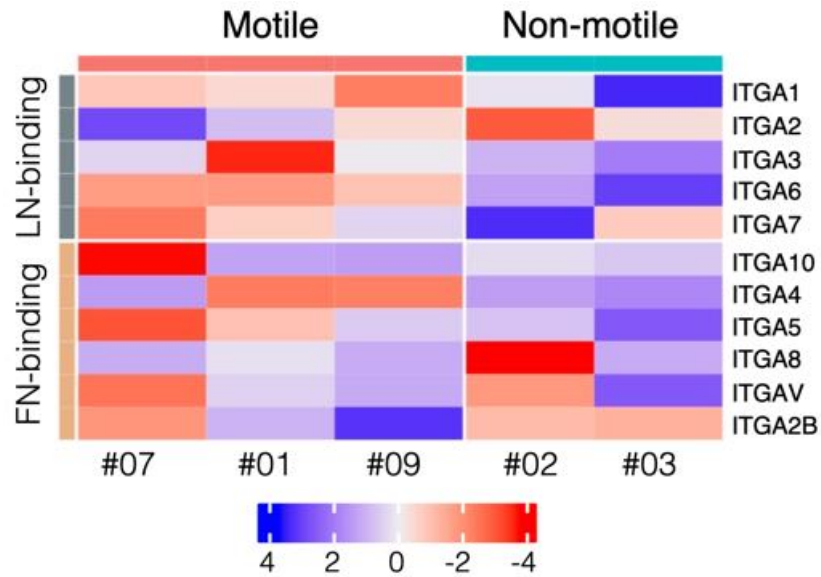 Motile Non-motile
LN-binding
ITGA1
ITGA2
ITGA3
ITGA6
ITGA7
FN-binding
ITGA10
ITGA4
ITGA5
ITGA8
ITGAV
ITGA2B
#07 #01 #09 #02 #03
4 2 0 -2 -4